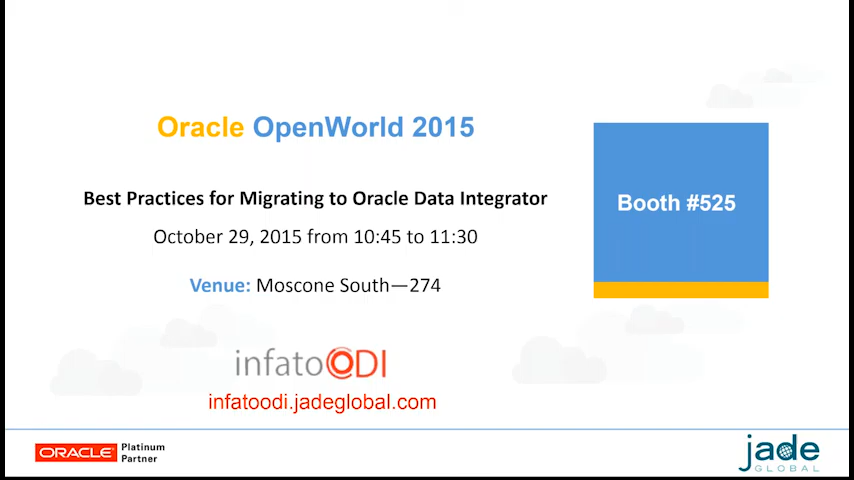 Oracle OpenWorld 2015
Best Practices for Migrating to Oracle Data Integrator
October 29, 2015 from 10:45 to 11:30
Venue: Moscone South—274
Booth #525
infatoODI
infatoodi.jadeglobal.com
ORACLE Platinum
Partner
jade
GLOBAL